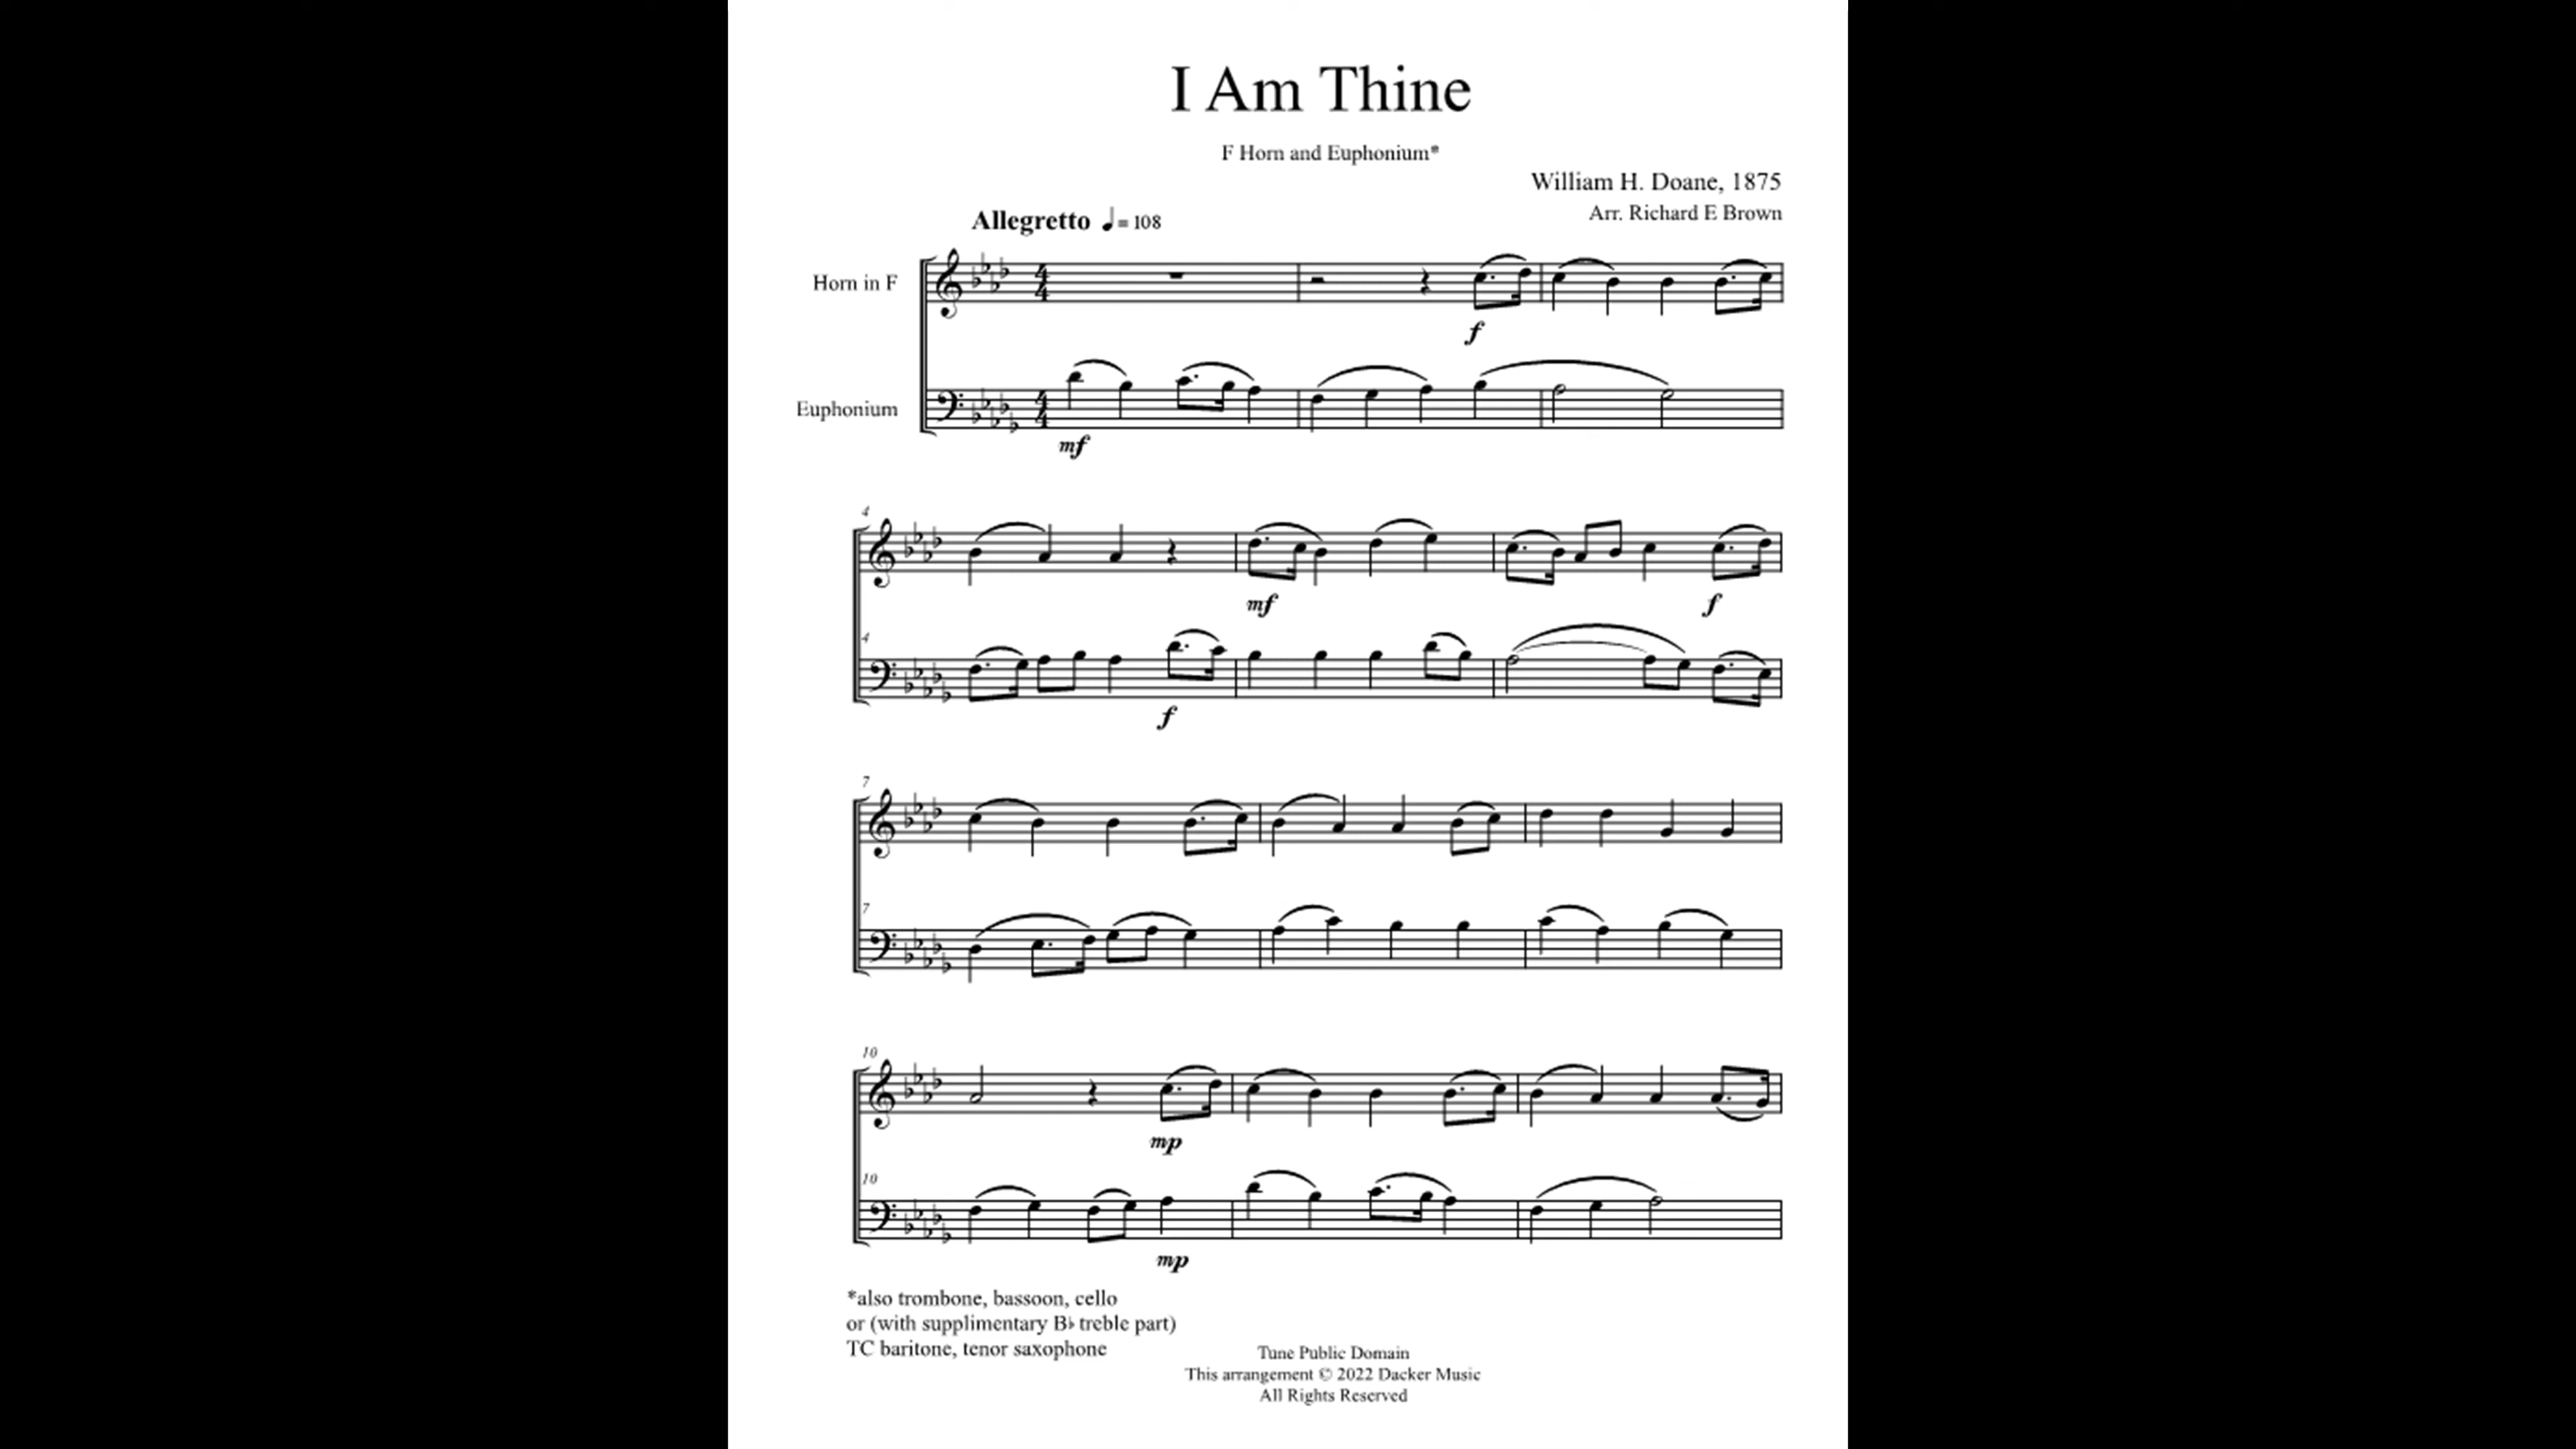 I Am Thine
F Horn and Euphonium*
William H. Doane, 1875
Allegretto ♩= 108
Arr. Richard E Brown
Horn in F
f
Euphonium
mf
4
mf
f
4
f
7
7
10
mp
10
mp
*also trombone, bassoon, cello
or (with supplimentary B♭ treble part)
TC baritone, tenor saxophone
Tune Public Domain
This arrangement © 2022 Dacker Music
All Rights Reserved